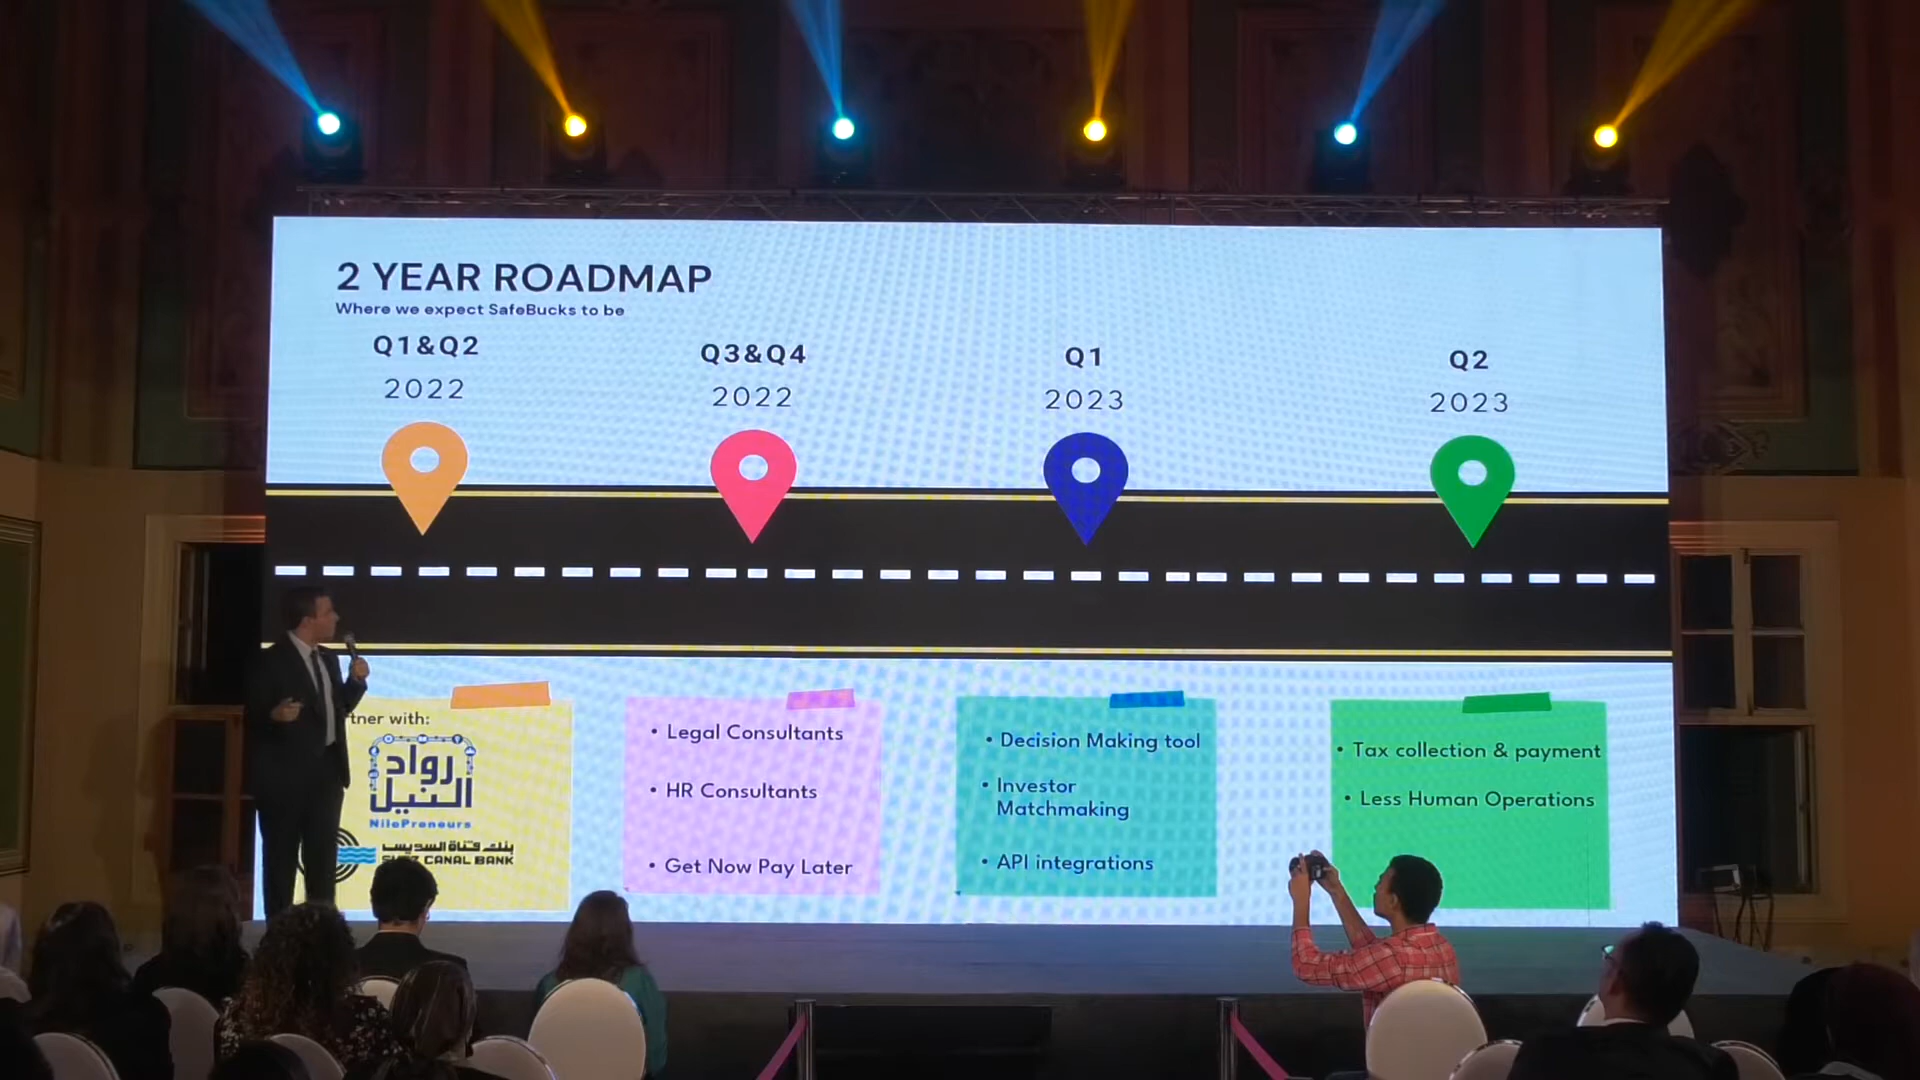 2 YEAR ROADMAP
Where we expect SafeBucks to be
Q1&Q2
2022
Q3&Q4
2022
Q1
2023
Q2
2023
tner with:
رواد
النيل
NilePreneurs
بنك قناة السويس
SUEZ CANAL BANK
• Legal Consultants
• HR Consultants
• Get Now Pay Later
• Decision Making tool
• Investor
Matchmaking
• API integrations
• Tax collection & payment
• Less Human Operations